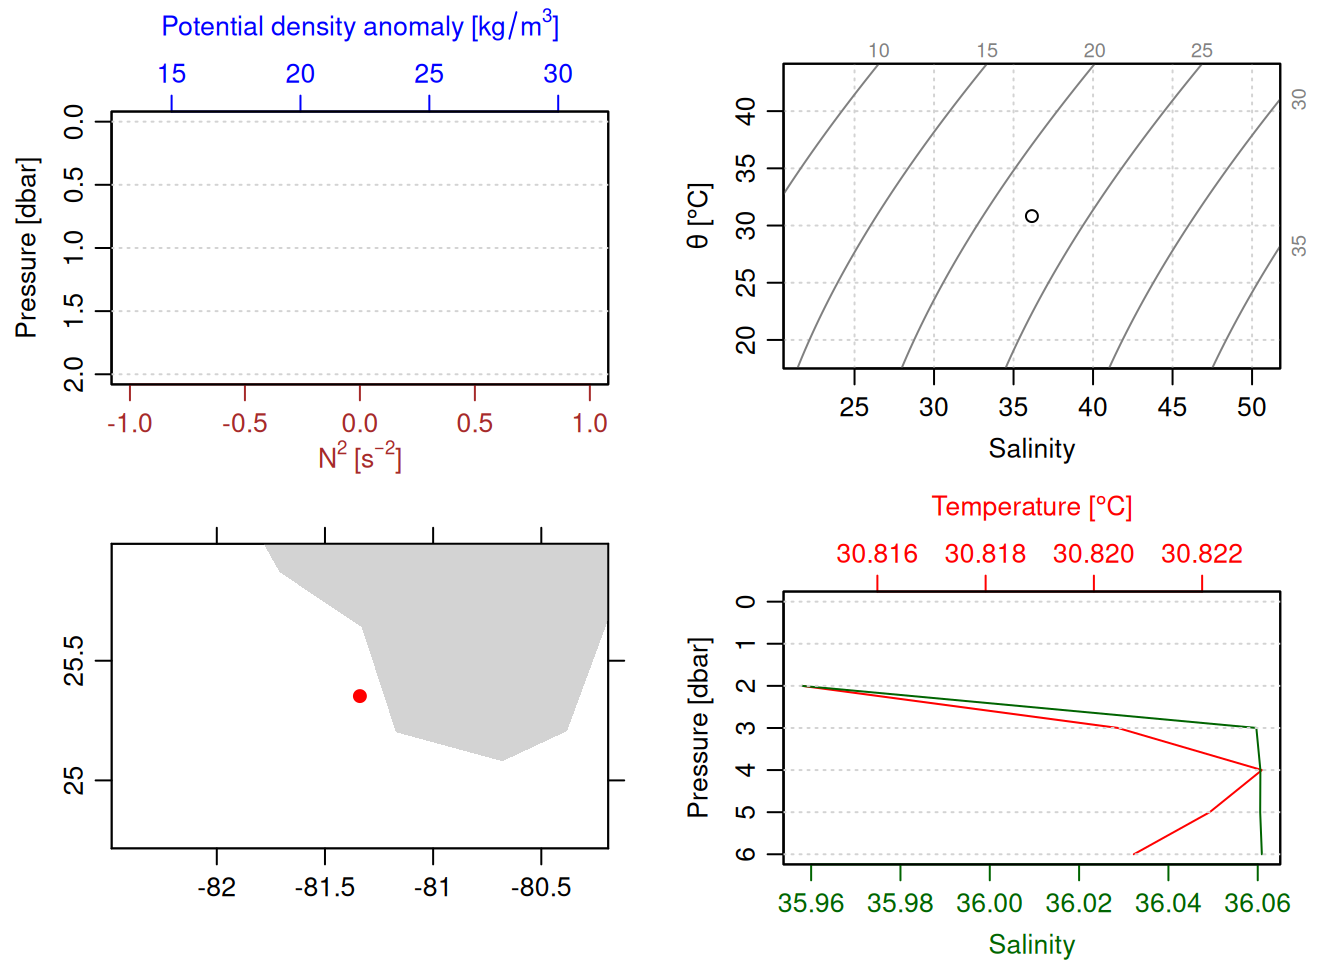 Potential density anomaly [kg/m³]
15 20 25 30
0.0
0.5
1.0
1.5
2.0
Pressure [dbar]
-1.0 -0.5 0.0 0.5 1.0
N² [s⁻²]
10 15 20 25
30
35
40
35
30
25
20
θ [°C]
25 30 35 40 45 50
Salinity
25.5
25
-82 -81.5 -81 -80.5
Temperature [°C]
30.816 30.818 30.820 30.822
0
1
2
3
4
5
6
Pressure [dbar]
35.96 35.98 36.00 36.02 36.04 36.06
Salinity